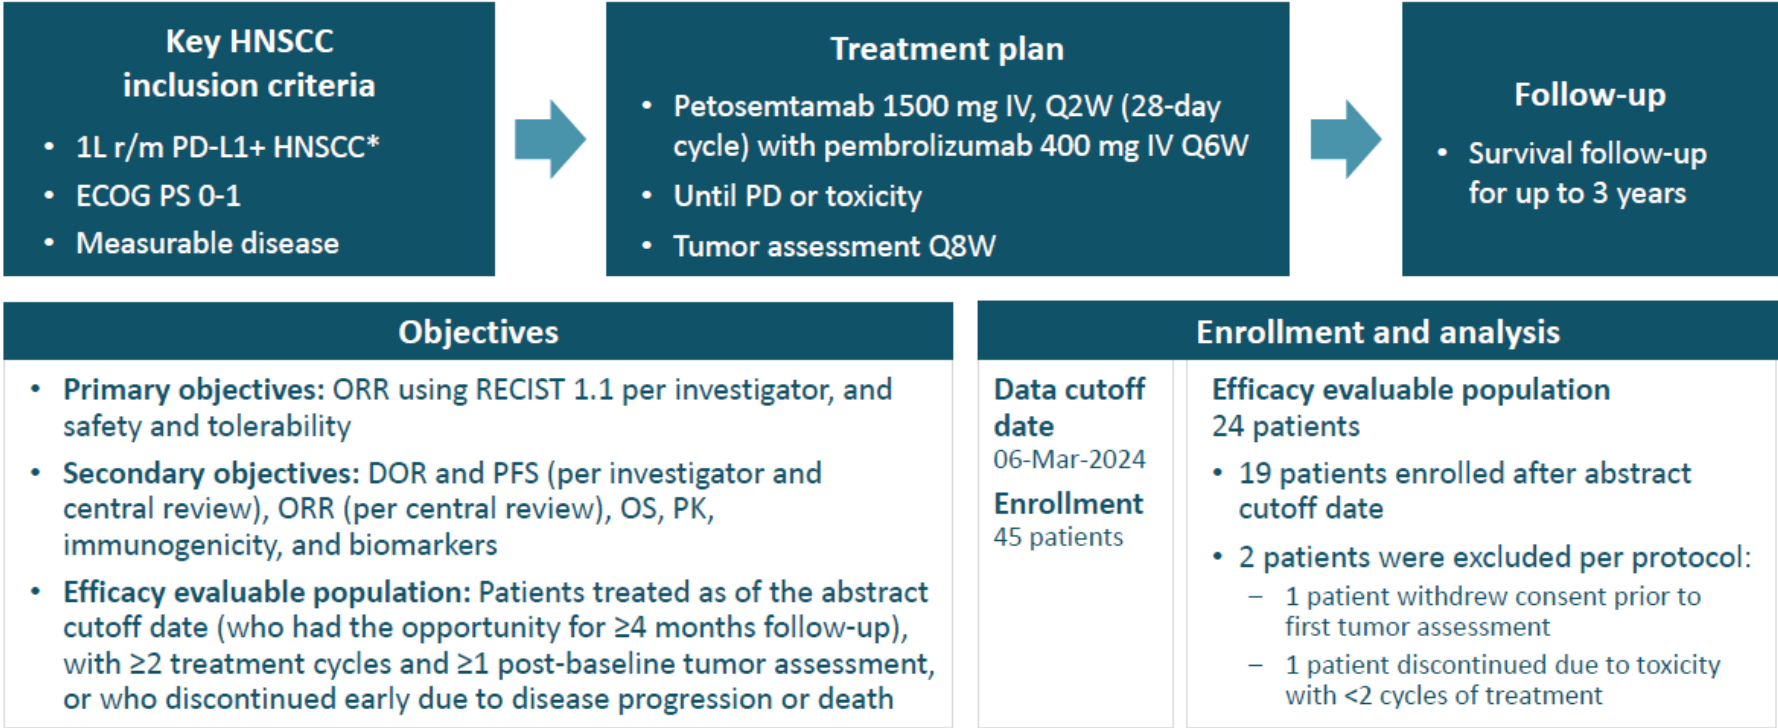 Key HNSCC
inclusion criteria
• 1L r/m PD-L1+ HNSCC*
• ECOG PS 0-1
• Measurable disease
Treatment plan
• Petosemtamab 1500 mg IV, Q2W (28-day
cycle) with pembrolizumab 400 mg IV Q6W
• Until PD or toxicity
• Tumor assessment Q8W
Follow-up
• Survival follow-up
for up to 3 years
Objectives
• Primary objectives: ORR using RECIST 1.1 per investigator, and
safety and tolerability
• Secondary objectives: DOR and PFS (per investigator and
central review), ORR (per central review), OS, PK,
immunogenicity, and biomarkers
• Efficacy evaluable population: Patients treated as of the abstract
cutoff date (who had the opportunity for ≥4 months follow-up),
with ≥2 treatment cycles and ≥1 post-baseline tumor assessment,
or who discontinued early due to disease progression or death
Enrollment and analysis
Data cutoff
date
06-Mar-2024
Enrollment
45 patients
Efficacy evaluable population
24 patients
• 19 patients enrolled after abstract
cutoff date
• 2 patients were excluded per protocol:
– 1 patient withdrew consent prior to
first tumor assessment
– 1 patient discontinued due to toxicity
with <2 cycles of treatment